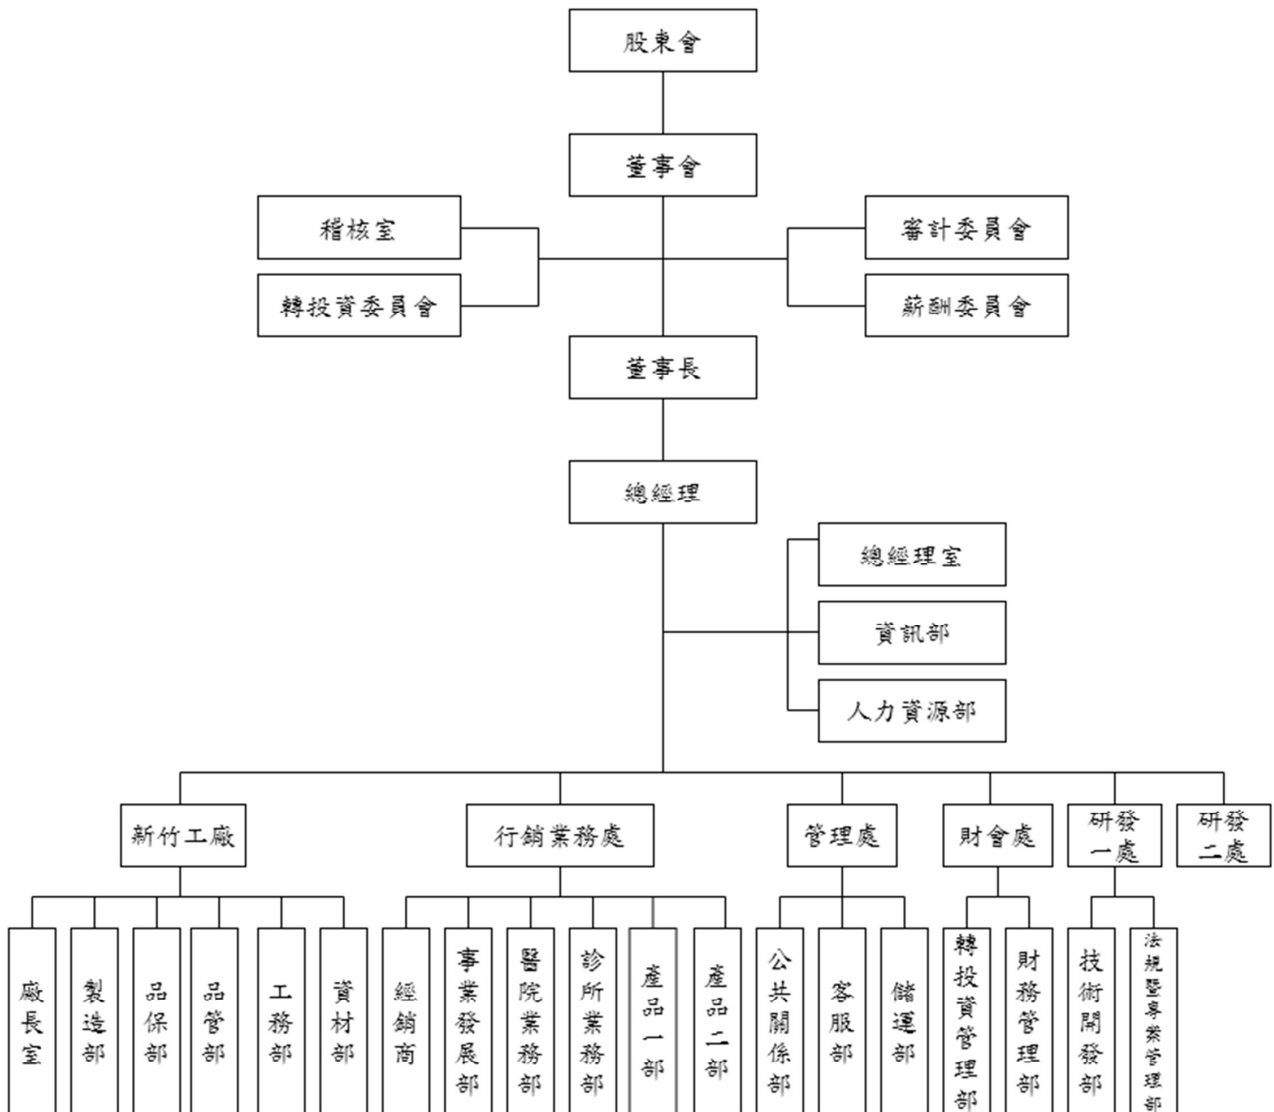 股東會
董事會
稽核室
審計委員會
轉投資委員會
薪酬委員會
董事長
總經理
總經理室
資訊部
人力資源部
新竹工廠
行銷業務處
管理處
財會處
研發
一處
研發
二處
廠長室
製造部
品保部
品管部
工務部
資材部
經銷商
事業發展部
醫院業務部
診所業務部
產品一部
產品二部
公共關係部
客服部
儲運部
轉投資管理部
財務管理部
技術開發部
法規暨專案管理部